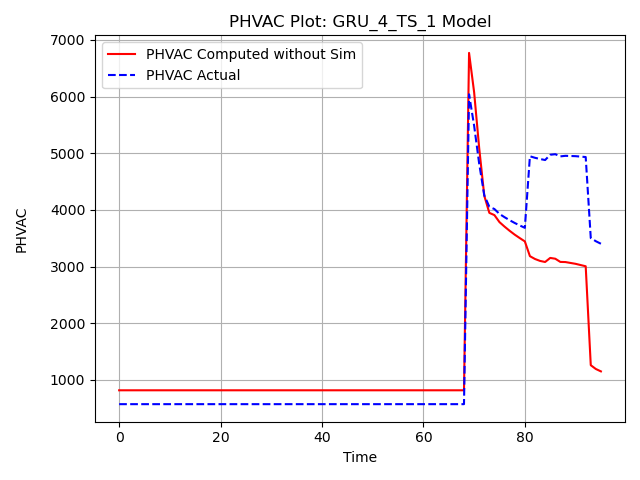 PHVAC Plot: GRU_4_TS_1 Model
PHVAC Computed without Sim
PHVAC Actual
PHVAC
7000
6000
5000
4000
3000
2000
1000
0 20 40 60 80
Time